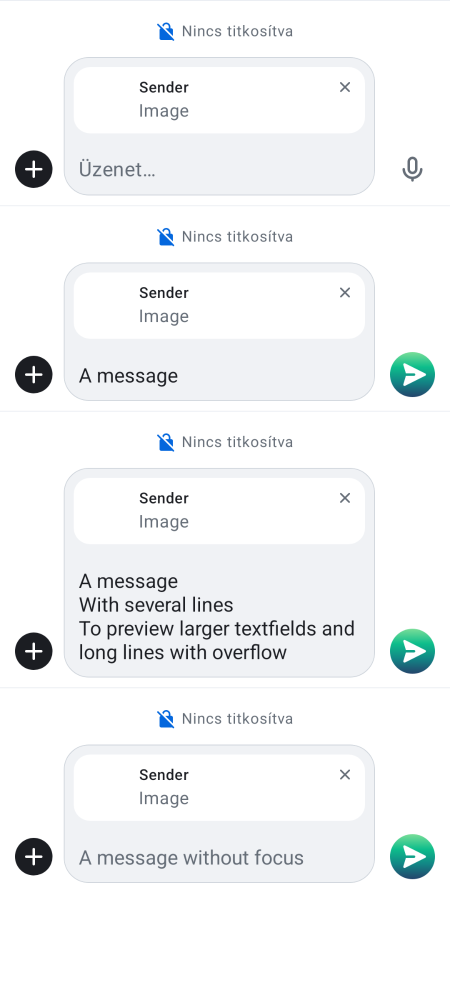 Nincs titkosítva
Sender
Image
Üzenet…
Nincs titkosítva
Sender
Image
A message
Nincs titkosítva
Sender
Image
A message
With several lines
To preview larger textfields and
long lines with overflow
Nincs titkosítva
Sender
Image
A message without focus